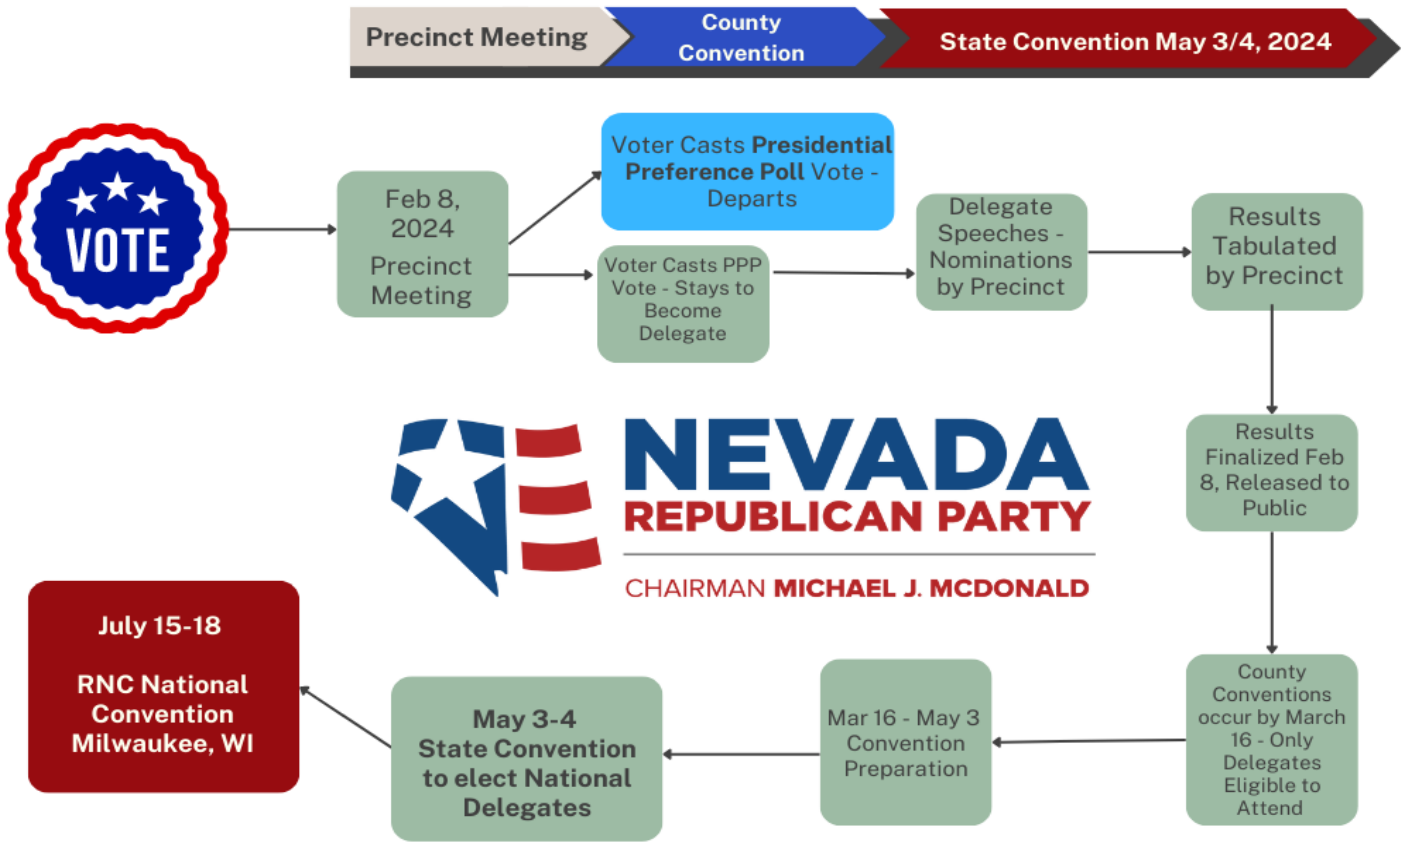 Precinct Meeting
County
Convention
State Convention May 3/4, 2024
VOTE
Feb 8,
2024
Precinct
Meeting
Voter Casts Presidential
Preference Poll Vote -
Departs
Voter Casts PPP
Vote - Stays to
Become
Delegate
Delegate
Speeches -
Nominations
by Precinct
Results
Tabulated
by Precinct
Results
Finalized Feb
8, Released to
Public
NEVADA
REPUBLICAN PARTY
CHAIRMAN MICHAEL J. MCDONALD
County
Conventions
occur by March
16 - Only
Delegates
Eligible to
Attend
Mar 16 - May 3
Convention
Preparation
May 3-4
State Convention
to elect National
Delegates
July 15-18
RNC National
Convention
Milwaukee, WI